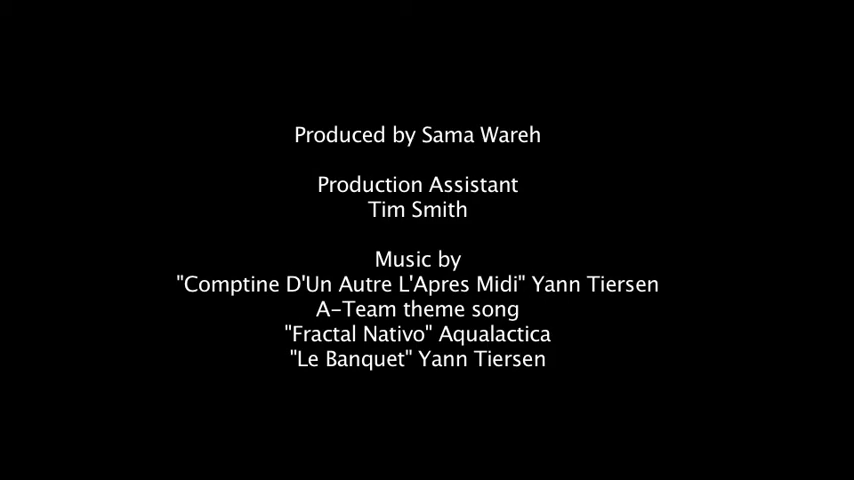 Produced by Sama Wareh
Production Assistant
Tim Smith
Music by
"Comptine D'Un Autre L'Apres Midi" Yann Tiersen
A-Team theme song
"Fractal Nativo" Aqualactica
"Le Banquet" Yann Tiersen